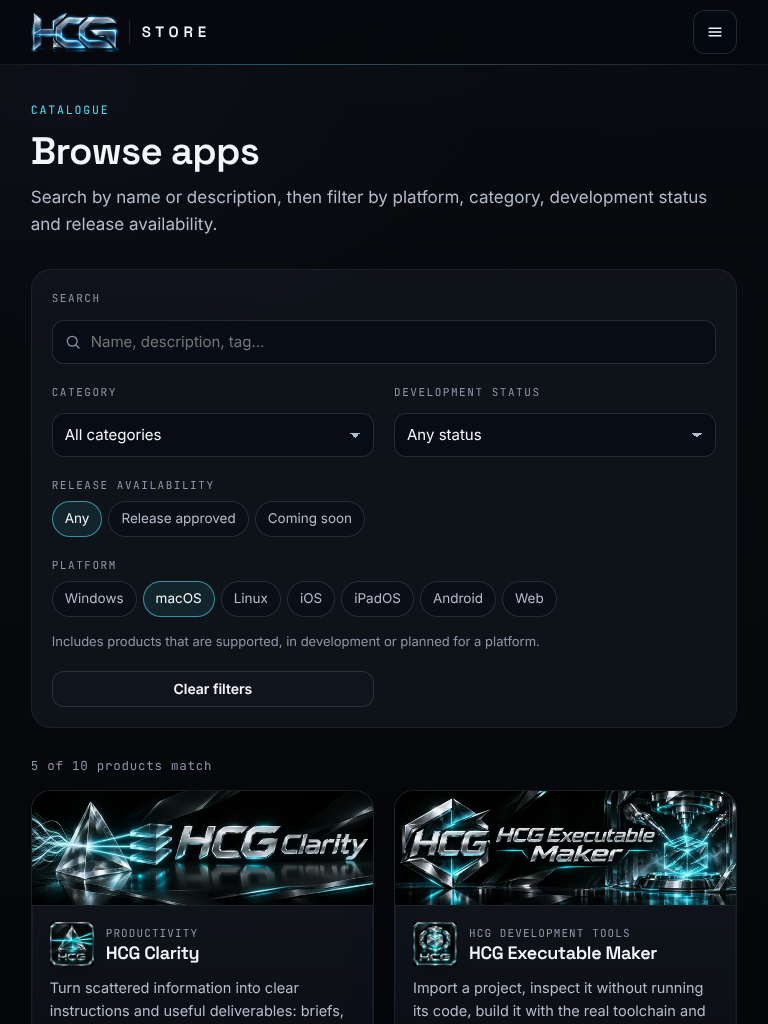 HCG STORE
CATALOGUE
Browse apps
Search by name or description, then filter by platform, category, development status
and release availability.
SEARCH
Name, description, tag...
CATEGORY DEVELOPMENT STATUS
All categories Any status
RELEASE AVAILABILITY
Any Release approved Coming soon
PLATFORM
Windows macOS Linux iOS iPadOS Android Web
Includes products that are supported, in development or planned for a platform.
Clear filters
5 of 10 products match
HCG Clarity
HCG HCG Executable
Maker
HCG PRODUCTIVITY
HCG Clarity
HCG HCG DEVELOPMENT TOOLS
HCG Executable Maker
Turn scattered information into clear
instructions and useful deliverables: briefs,
Import a project, inspect it without running
its code, build it with the real toolchain and